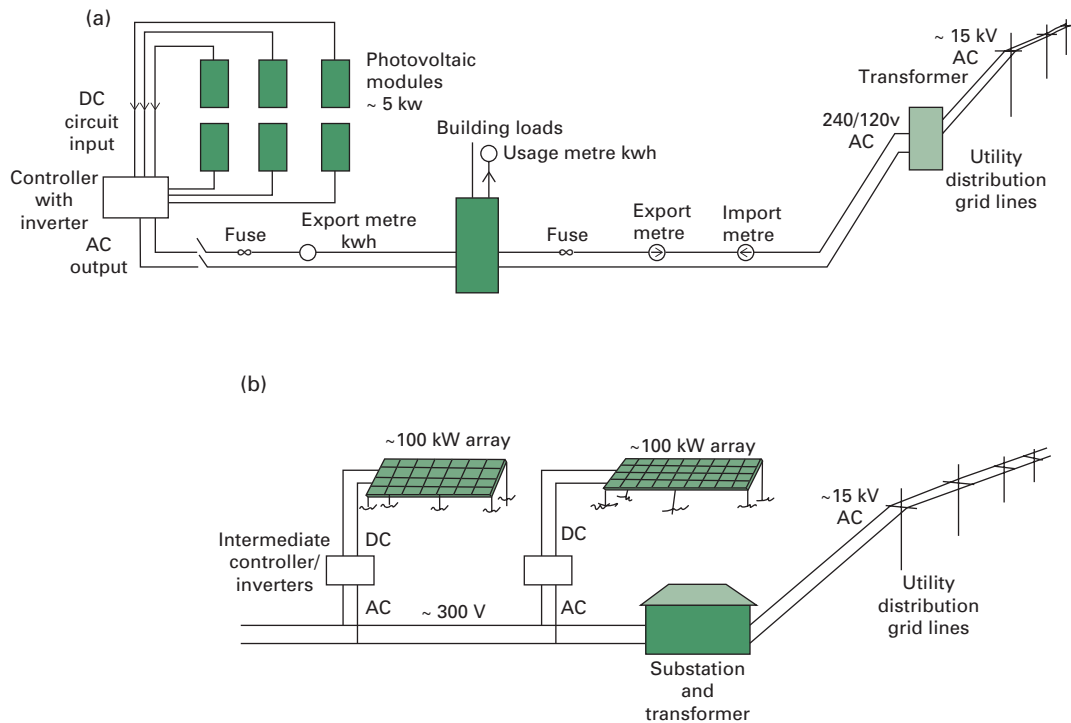 (a)
Photovoltaic
modules
~ 5 kw
DC
circuit
input
Controller
with
inverter
AC
output
Fuse
Export metre
kwh
Building loads
Usage metre kwh
Fuse
Export
metre
Import
metre
240/120v
AC
Transformer
~ 15 kV
AC
Utility
distribution
grid lines
(b)
~100 kW array
~100 kW array
Intermediate
controller/
inverters
DC
AC
DC
AC
~ 300 V
~15 kV
AC
Utility
distribution
grid lines
Substation
and
transformer